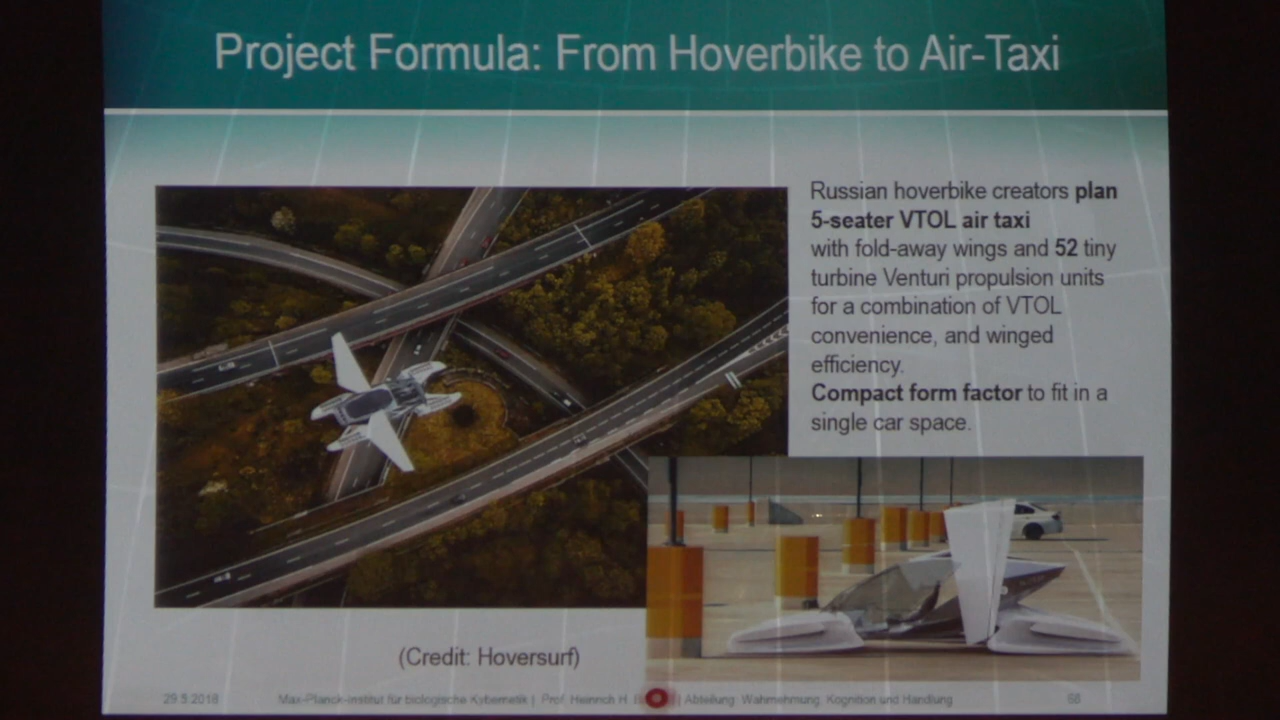 Project Formula: From Hoverbike to Air-Taxi
Russian hoverbike creators plan
5-seater VTOL air taxi
with fold-away wings and 52 tiny
turbine Venturi propulsion units
for a combination of VTOL
convenience, and winged
efficiency.
Compact form factor to fit in a
single car space.
(Credit: Hoversurf)
29.5.2018 Max-Planck-Institut für biologische Kybernetik | Prof. Heinrich H. | Abteilung: Wahrnehmung, Kognition und Handlung 68